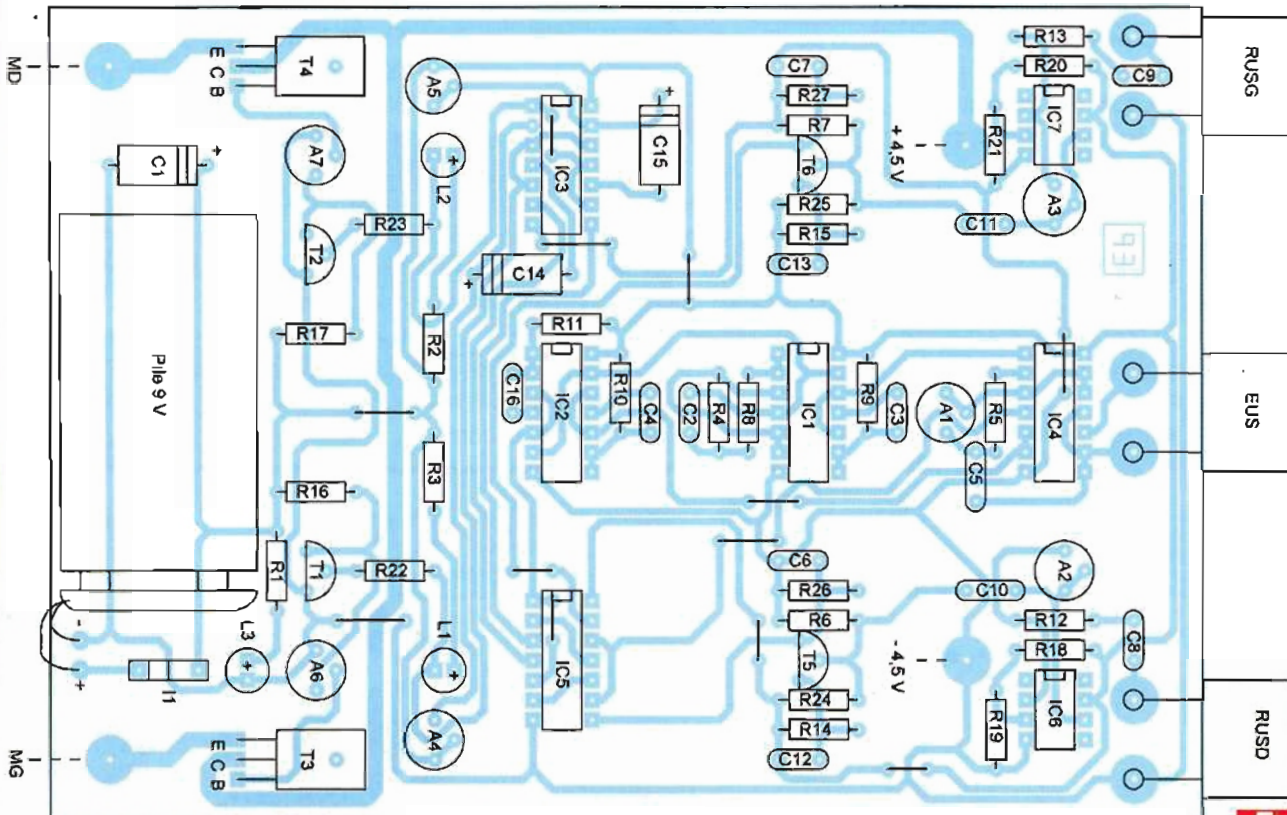 MD
E C B
T4
C1
+
A7
T2
R23
R17
Pile 9 V
R16
R1
T1
R22
L3
+
A6
-
+
I1
E C B
T3
MG
A5
+
L2
R2
R3
L1
+
A4
IC3
+
C15
C14
+
R11
C16
IC2
R10
C4
C2
R4
R8
IC5
C7
R27
R7
T6
R25
R15
C13
IC1
R9
C3
A1
R5
C5
IC4
C6
R26
R6
T5
R24
R14
C12
+ 4,5 V
- 4,5 V
R13
R20
IC7
R21
C9
A3
C11
E6
A2
C10
R12
R18
C8
IC6
R19
RUSG
EUS
RUSD